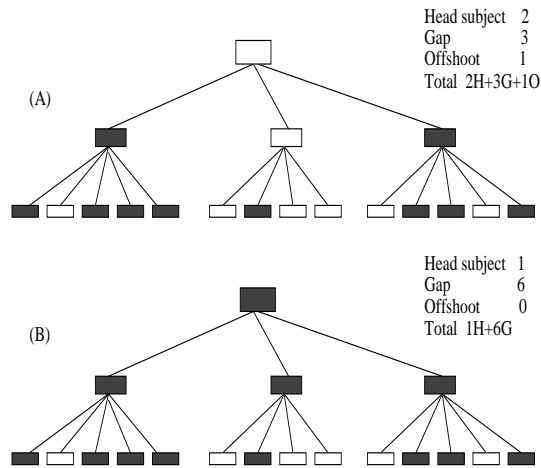 Head subject 2
Gap 3
Offshoot 1
Total 2H+3G+1O
(A)
Head subject 1
Gap 6
Offshoot 0
Total 1H+6G
(B)